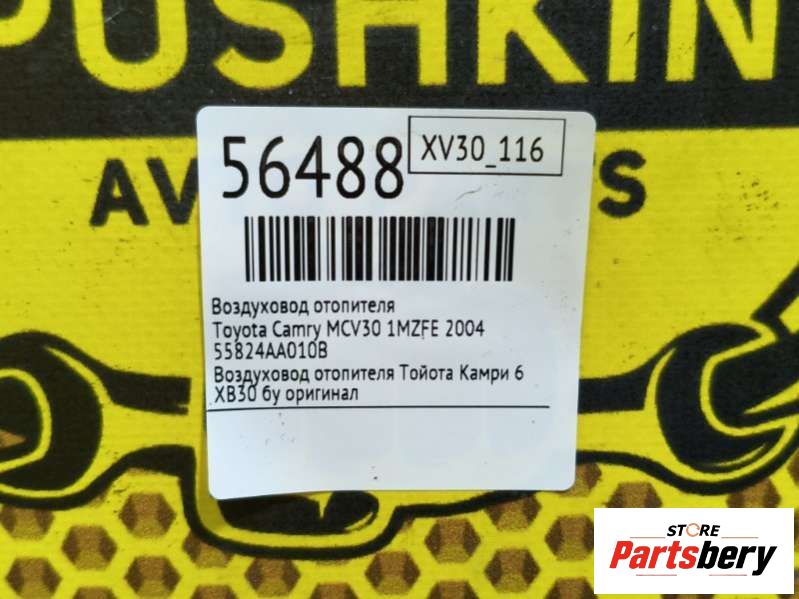 PUSHKIN
56488
XV30_116
AV
S
Воздуховод отопителя
Toyota Camry MCV30 1MZFE 2004
55824AA010B
Воздуховод отопителя Тойота Камри 6
ХВ30 бу оригинал
STORE
Partsbery